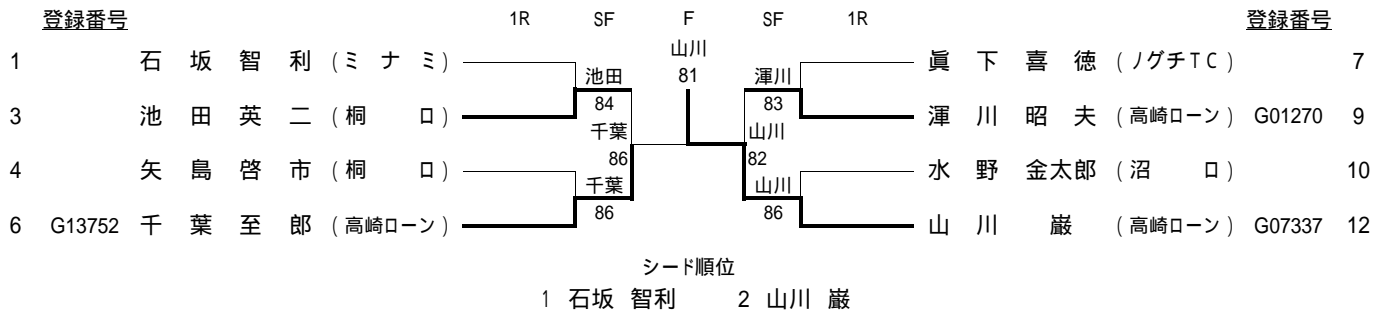 登録番号 1R SF F SF 1R 登録番号
山川
1 石 坂 智 利 (ミ ナ ミ) 81 眞 下 喜 徳 (ノグチTC) 7
池田 渾川
84 83
3 池 田 英 二 (桐 ロ) 渾 川 昭 夫 (高崎ローン) G01270 9
千葉 山川
86 82
4 矢 島 啓 市 (桐 ロ) 水 野 金太郎 (沼 ロ) 10
千葉 山川
86 86
6 G13752 千 葉 至 郎 (高崎ローン) 山 川 巌 (高崎ローン) G07337 12
シード順位
1 石坂 智利 2 山川 巌